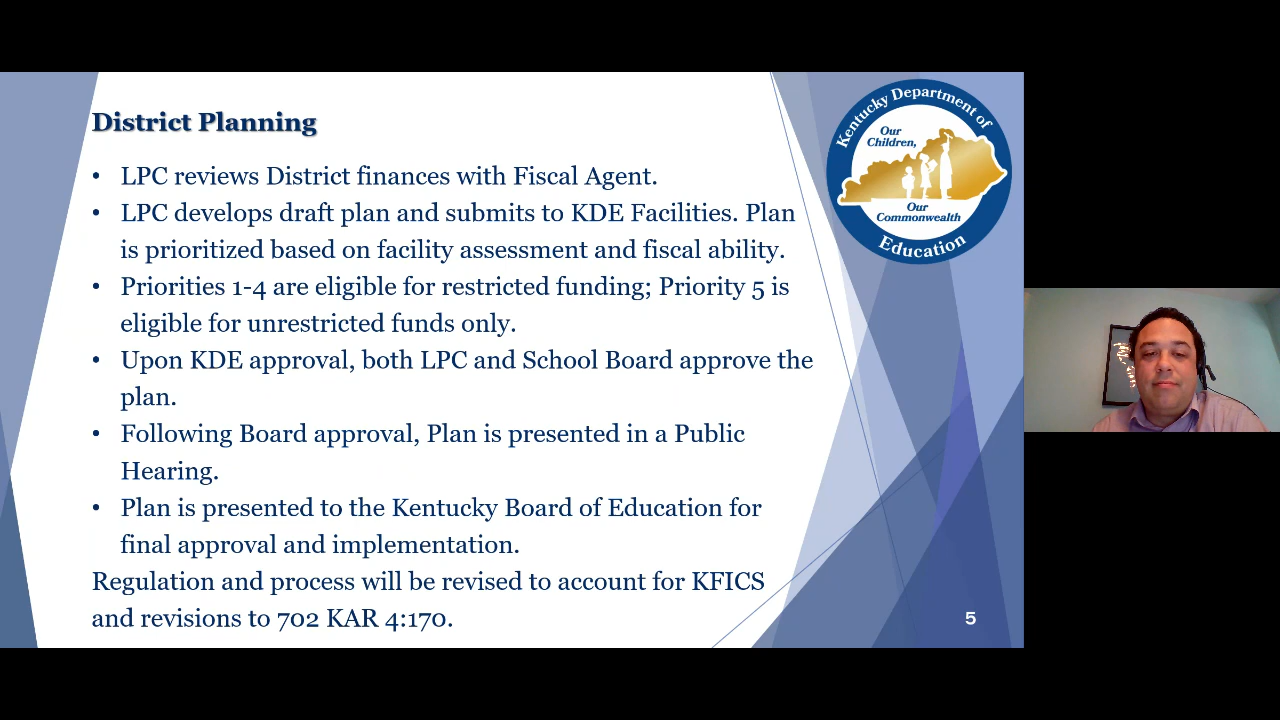 District Planning
• LPC reviews District finances with Fiscal Agent.
• LPC develops draft plan and submits to KDE Facilities. Plan
is prioritized based on facility assessment and fiscal ability.
• Priorities 1-4 are eligible for restricted funding; Priority 5 is
eligible for unrestricted funds only.
• Upon KDE approval, both LPC and School Board approve the
plan.
• Following Board approval, Plan is presented in a Public
Hearing.
• Plan is presented to the Kentucky Board of Education for
final approval and implementation.
Regulation and process will be revised to account for KFICS
and revisions to 702 KAR 4:170.
Kentucky Department of
Our
Children,
Our
Commonwealth
Education
5